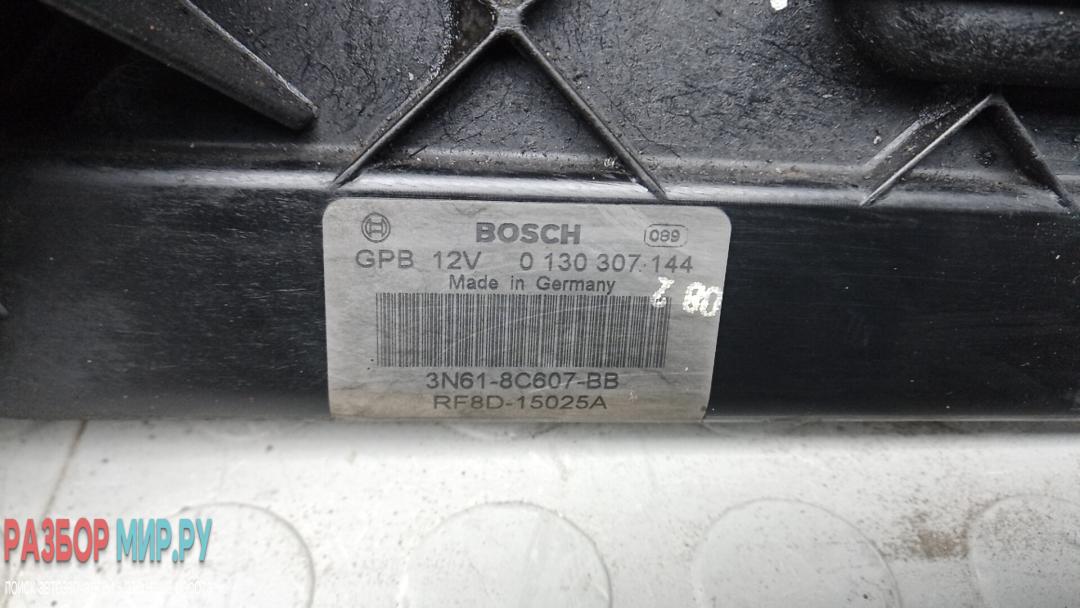 BOSCH 089
GPB 12V 0 130 307 144
Made in Germany
3N61-8C607-BB
RF8D-15025A
РАЗБОР МИР.РУ